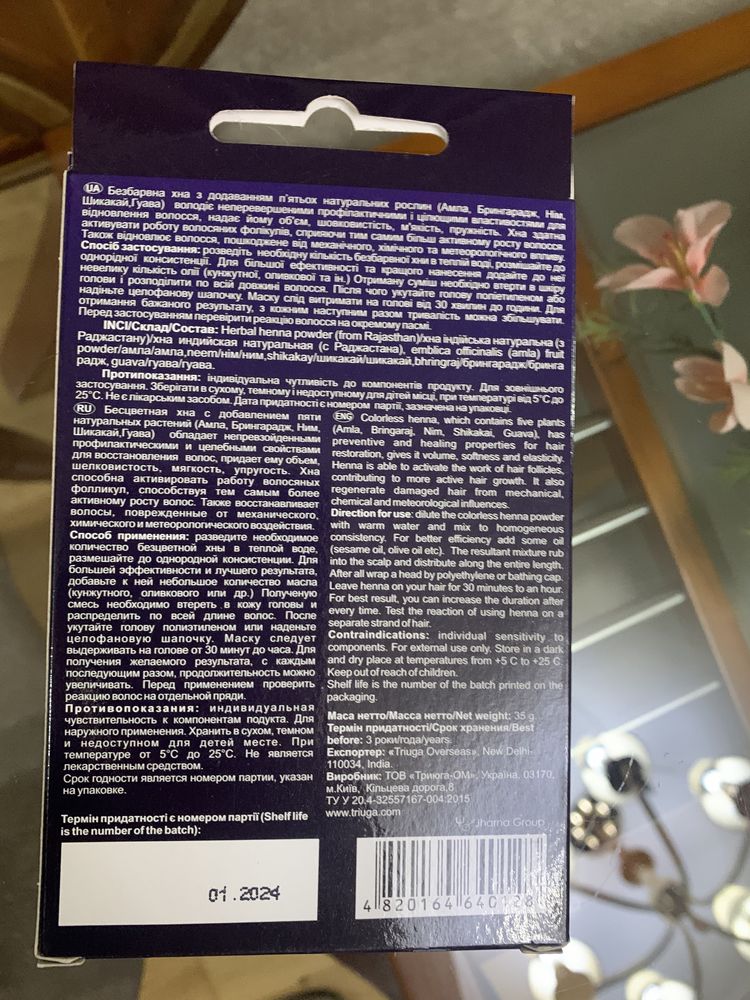 UA Безбарвна хна з додаванням п'ятьох натуральних рослин (Амла, Брингарадж, Нім,
Шикакай,Гуава) володіє неперевершеними профілактичними і цілющими властивостями для
відновлення волосся, надає йому об'єм, шовковистість, м'якість, пружність. Хна здатна
активувати роботу волосяних фолікулів, сприяючи тим самим більш активному росту волосся.
Також відновлює волосся, пошкоджене від механічного, хімічного та метеорологічного впливу.
Спосіб застосування: розведіть необхідну кількість безбарвної хни в теплій воді, розмішайте до
однорідної консистенції. Для більшої ефективності та кращого нанесення додайте до неї
невелику кількість олії (кунжутної, оливкової та ін.) Отриману суміш необхідно втерти в шкіру
голови і розподілити по всій довжині волосся. Після чого укутайте голову поліетиленом або
надіньте целофанову шапочку. Маску слід витримати на голові від 30 хвилин до години. Для
отримання бажаного результату, з кожним наступним разом тривалість можна збільшувати.
Перед застосуванням перевірити реакцію волосся на окремому пасмі.
INCI/Склад/Состав: Herbal henna powder (from Rajasthan)/хна індійська натуральна (з
Раджастану)/хна индийская натуральная (с Раджастана), emblica officinalis (amla) fruit
powder/амла/амла,neem/нім/ним,shikakay/шикакай/шикакай,bhringraj/брингарадж/бринга
радж, guava/гуава/гуава.
Протипоказання: індивідуальна чутливість до компонентів продукту. Для зовнішнього
застосування. Зберігати в сухому, темному і недоступному для дітей місці, при температурі від 5°С до
25°С. Не є лікарським засобом. Дата придатності є номером партії, зазначена на упаковці.
RU Бесцветная хна с добавлением пяти
натуральных растений (Амла, Брингарадж, Ним,
Шикакай,Гуава) обладает непревзойденными
профилактическими и целебными свойствами
для восстановления волос, придает ему объем,
шелковистость, мягкость, упругость. Хна
способна активировать работу волосяных
фолликул, способствуя тем самым более
активному росту волос. Также восстанавливает
волосы, поврежденные от механического,
химического и метеорологического воздействия.
Способ применения: разведите необходимое
количество бесцветной хны в теплой воде,
размешайте до однородной консистенции. Для
большей эффективности и лучшего результата,
добавьте к ней небольшое количество масла
(кунжутного, оливкового или др.) Полученую
смесь необходимо втереть в кожу головы и
распределить по всей длине волос. После
укутайте голову полиэтиленом или наденьте
целофановую шапочку. Маску следует
выдерживать на голове от 30 минут до часа. Для
получения желаемого результата, с каждым
последующим разом, продолжительность можно
увеличивать. Перед применением проверить
реакцию волос на отдельной пряди.
Противопоказания: индивидуальная
чувствительность к компонентам подукта. Для
наружного применения. Хранить в сухом, темном
и недоступном для детей месте. При
температуре от 5°С до 25°С. Не является
лекарственным средством.
Срок годности является номером партии, указан
на упаковке.
ENG Colorless henna, which contains five plants
(Amla, Bringaraj, Nim, Shikakai, Guava), has
preventive and healing properties for hair
restoration, gives it volume, softness and elasticity.
Henna is able to activate the work of hair follicles,
contributing to more active hair growth. It also
regenerate damaged hair from mechanical,
chemical and meteorological influences.
Direction for use: dilute the colorless henna powder
with warm water and mix to homogeneous
consistency. For better efficiency add some oil
(sesame oil, olive oil etc). The resultant mixture rub
into the scalp and distribute along the entire length.
After all wrap a head by polyethylene or bathing cap.
Leave henna on your hair for 30 minutes to an hour.
For best result, you can increase the duration after
every time. Test the reaction of using henna on a
separate strand of hair.
Contraindications: individual sensitivity to
components. For external use only. Store in a dark
and dry place at temperatures from +5 C to +25 C.
Keep out of reach of children.
Shelf life is the number of the batch printed on the
packaging.
Маса нетто/Масса нетто/Net weight: 35 g.
Термін придатності/Срок хранения/Best
before: 3 роки/года/years.
Експортер: «Triuga Overseas», New Delhi-
110034, India.
Виробник: ТОВ «Триюга-ОМ», Україна, 03170,
м.Київ, Кільцева дорога,8
ТУ У 20.4-32557167-004:2015
www.triuga.com
Jharna Group
Термін придатності є номером партії (Shelf life
is the number of the batch):
01.2024
4 820164 640128